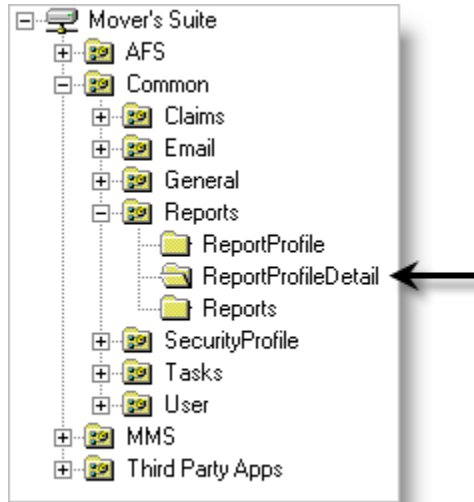 Mover's Suite
AFS
Common
Claims
Email
General
Reports
ReportProfile
ReportProfileDetail
Reports
SecurityProfile
Tasks
User
MMS
Third Party Apps